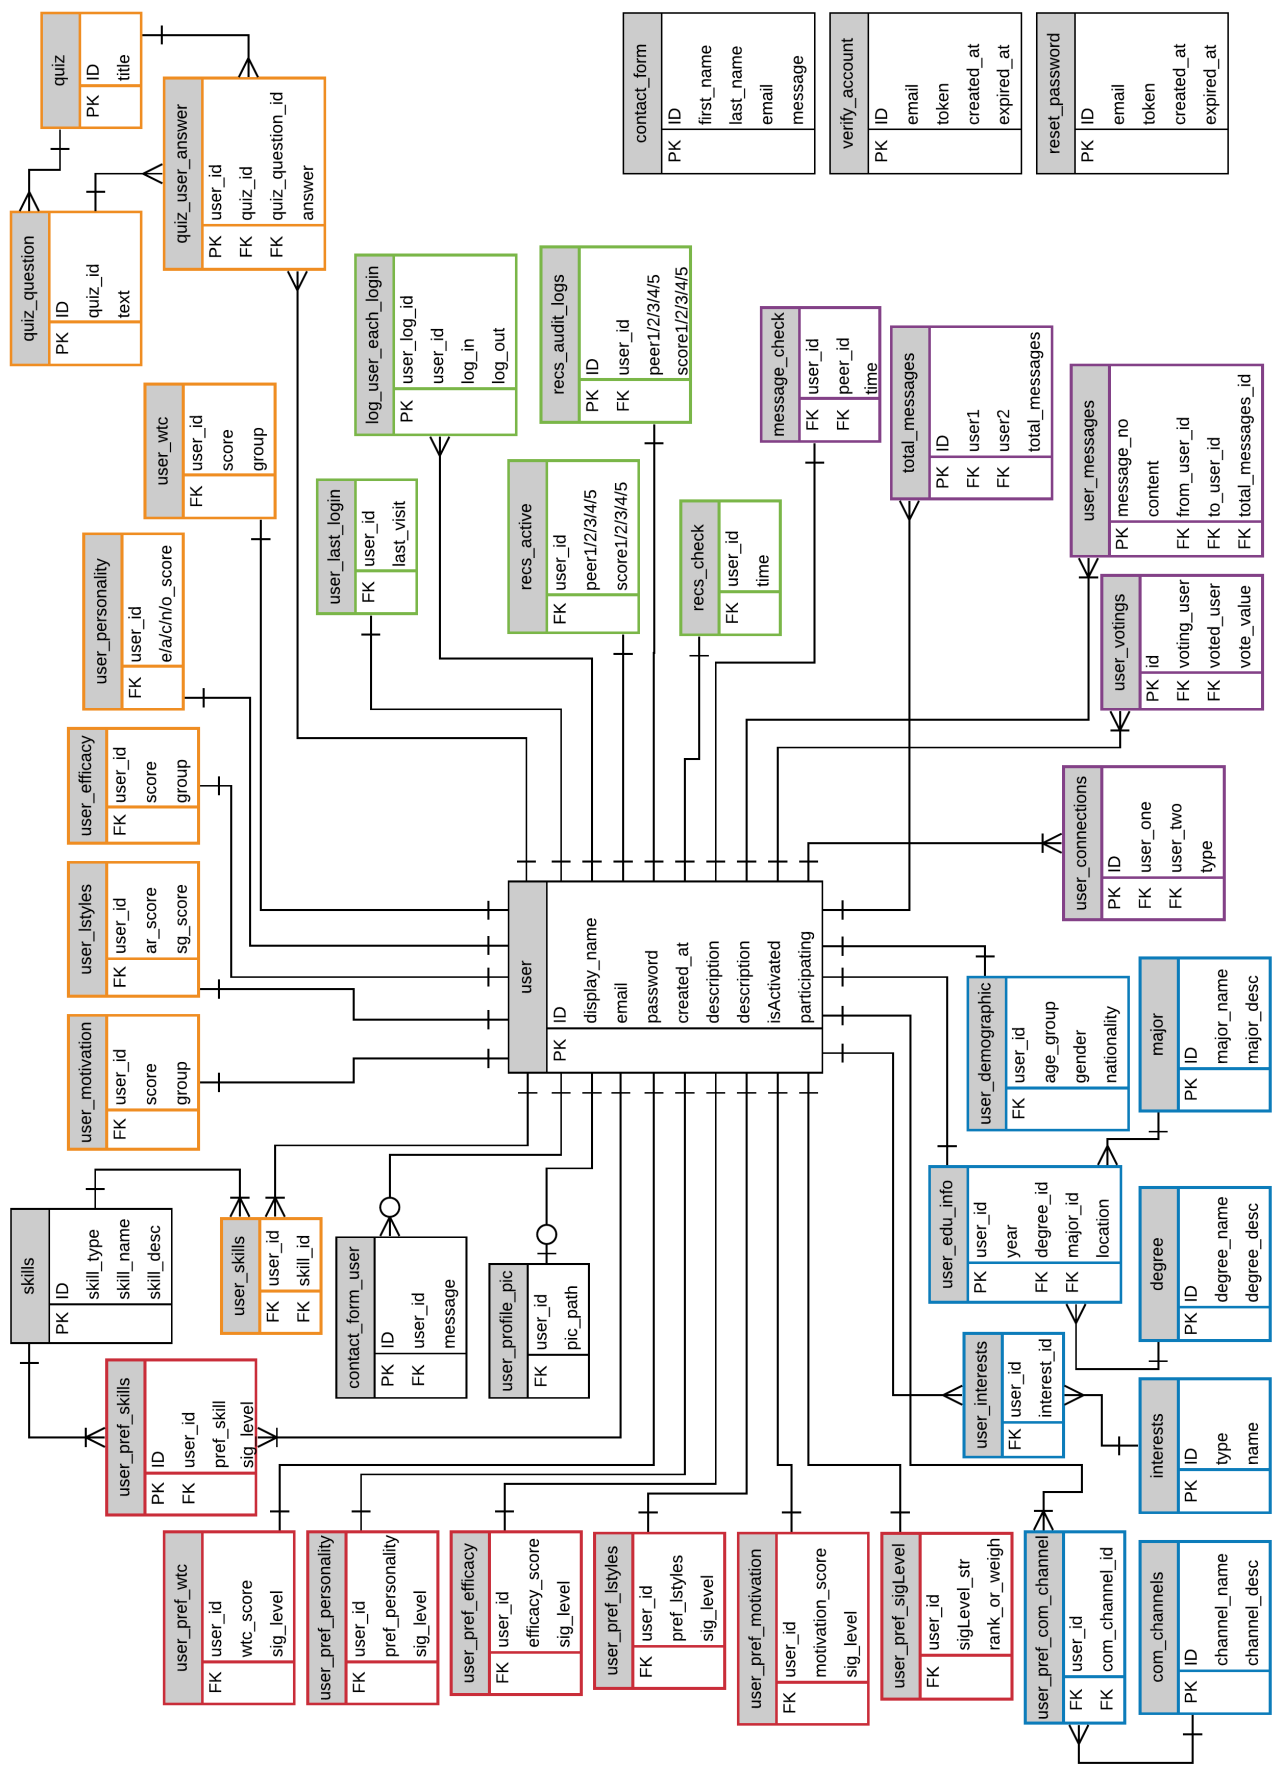 quiz
PK ID
title
quiz_question
PK ID
quiz_id
text
quiz_user_answer
PK user_id
FK quiz_id
FK quiz_question_id
answer
contact_form
PK ID
first_name
last_name
email
message
verify_account
PK ID
email
token
created_at
expired_at
reset_password
PK ID
email
token
created_at
expired_at
user_wtc
FK user_id
score
group
log_user_each_login
PK user_log_id
user_id
log_in
log_out
recs_audit_logs
PK ID
FK user_id
peer1/2/3/4/5
score1/2/3/4/5
message_check
FK user_id
FK peer_id
time
total_messages
PK ID
FK user1
FK user2
total_messages
user_messages
PK message_no
content
FK from_user_id
FK to_user_id
FK total_messages_id
user_personality
FK user_id
e/a/c/n/o_score
user_last_login
FK user_id
last_visit
recs_active
FK user_id
peer1/2/3/4/5
score1/2/3/4/5
recs_check
FK user_id
time
user_votings
PK id
FK voting_user
FK voted_user
vote_value
user_efficacy
FK user_id
score
group
user_lstyles
FK user_id
ar_score
sg_score
user_motivation
FK user_id
score
group
user
PK ID
display_name
email
password
created_at
description
description
isActivated
participating
user_connections
PK ID
FK user_one
FK user_two
type
user_demographic
FK user_id
age_group
gender
nationality
major
PK ID
major_name
major_desc
skills
PK ID
skill_type
skill_name
skill_desc
user_skills
FK user_id
FK skill_id
contact_form_user
PK ID
FK user_id
message
user_profile_pic
FK user_id
pic_path
user_edu_info
PK user_id
year
FK degree_id
FK major_id
location
degree
PK ID
degree_name
degree_desc
user_pref_skills
PK ID
FK user_id
pref_skill
sig_level
user_interests
FK user_id
interest_id
interests
PK ID
type
name
user_pref_wtc
FK user_id
wtc_score
sig_level
user_pref_personality
FK user_id
pref_personality
sig_level
user_pref_efficacy
FK user_id
efficacy_score
sig_level
user_pref_lstyles
FK user_id
pref_lstyles
sig_level
user_pref_motivation
FK user_id
motivation_score
sig_level
user_pref_sigLevel
FK user_id
sigLevel_str
rank_or_weigh
user_pref_com_channel
FK user_id
FK com_channel_id
com_channels
PK ID
channel_name
channel_desc